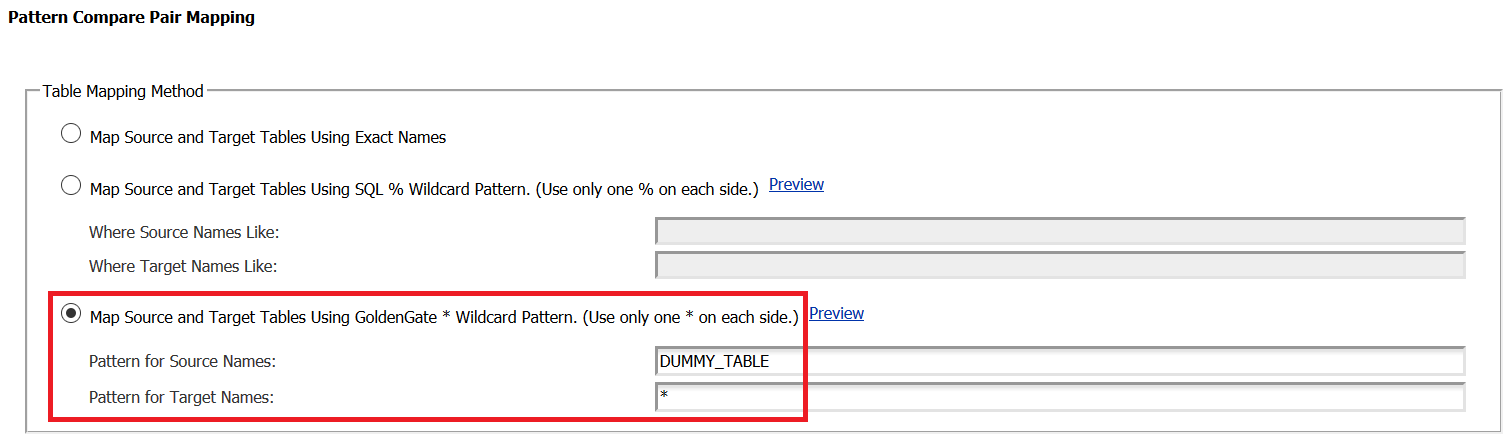 Pattern Compare Pair Mapping
Table Mapping Method
Map Source and Target Tables Using Exact Names
Map Source and Target Tables Using SQL % Wildcard Pattern. (Use only one % on each side.) Preview
Where Source Names Like:
Where Target Names Like:
Map Source and Target Tables Using GoldenGate * Wildcard Pattern. (Use only one * on each side.) Preview
Pattern for Source Names: DUMMY_TABLE
Pattern for Target Names: *